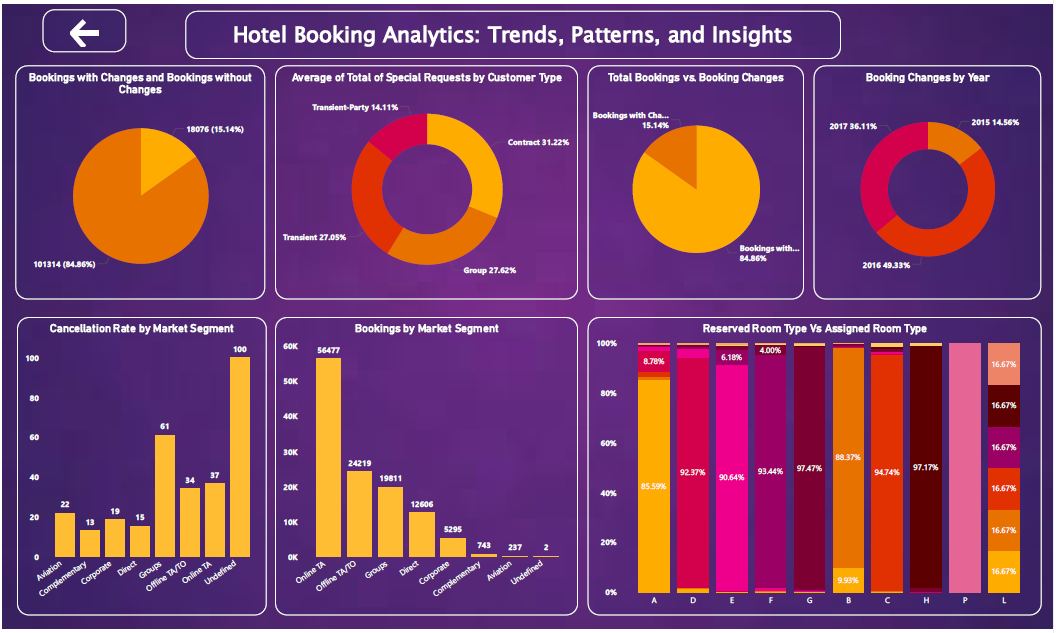 Hotel Booking Analytics: Trends, Patterns, and Insights
Bookings with Changes and Bookings without
Changes
18076 (15.14%)
101314 (84.86%)
Average of Total of Special Requests by Customer Type
Transient-Party 14.11%
Contract 31.22%
Transient 27.05%
Group 27.62%
Total Bookings vs. Booking Changes
Bookings with Cha...
15.14%
Bookings with...
84.86%
Booking Changes by Year
2017 36.11%
2015 14.56%
2016 49.33%
Cancellation Rate by Market Segment
100
80
60
40
20
0
22
13
19
15
61
34
37
100
Aviation
Complementary
Corporate
Direct
Groups
Offline TA/TO
Online TA
Undefined
Bookings by Market Segment
60K
50K
40K
30K
20K
10K
0K
56477
24219
19811
12606
5295
743
237
2
Online TA
Offline TA/TO
Groups
Direct
Corporate
Complementary
Aviation
Undefined
Reserved Room Type Vs Assigned Room Type
100%
80%
60%
40%
20%
0%
8.78%
85.59%
92.37%
6.18%
90.64%
4.00%
93.44%
97.47%
88.37%
9.93%
94.74%
97.17%
16.67%
16.67%
16.67%
16.67%
16.67%
16.67%
A D E F G B C H P L